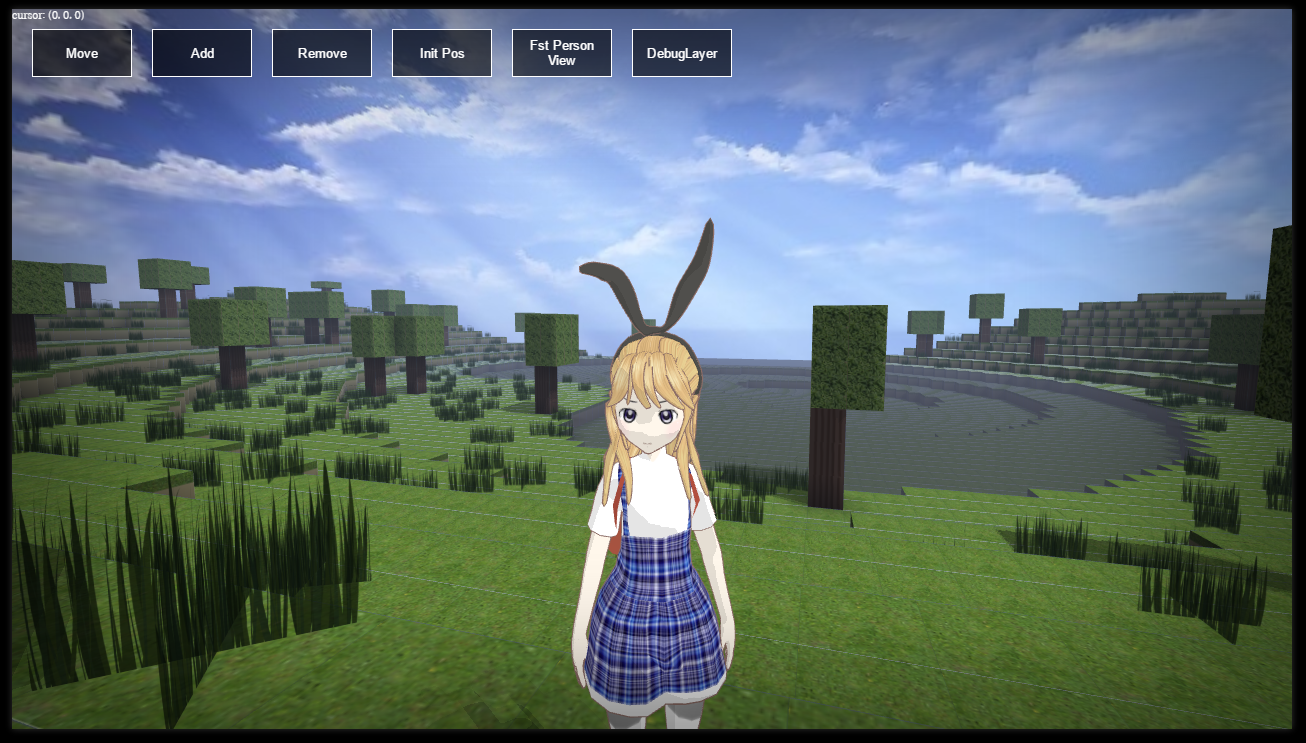 cursor: (0, 0, 0)
Move
Add
Remove
Init Pos
Fst Person
View
DebugLayer